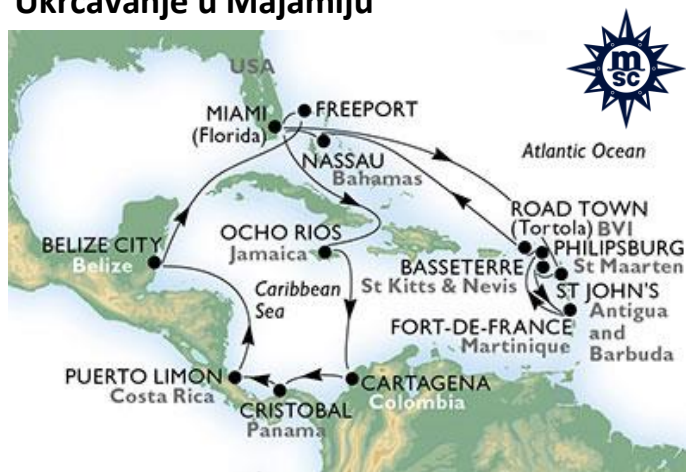 Ukrcavanje u Majamiju
msc
USA
MIAMI
(Florida)
FREEPORT
NASSAU
Bahamas
Atlantic Ocean
ROAD TOWN
(Tortola) BVI
PHILIPSBURG
St Maarten
BASSETERRE
St Kitts & Nevis
ST JOHN'S
Antigua
and
Barbuda
FORT-DE-FRANCE
Martinique
OCHO RIOS
Jamaica
BELIZE CITY
Belize
Caribbean
Sea
PUERTO LIMON
Costa Rica
CRISTOBAL
Panama
CARTAGENA
Colombia